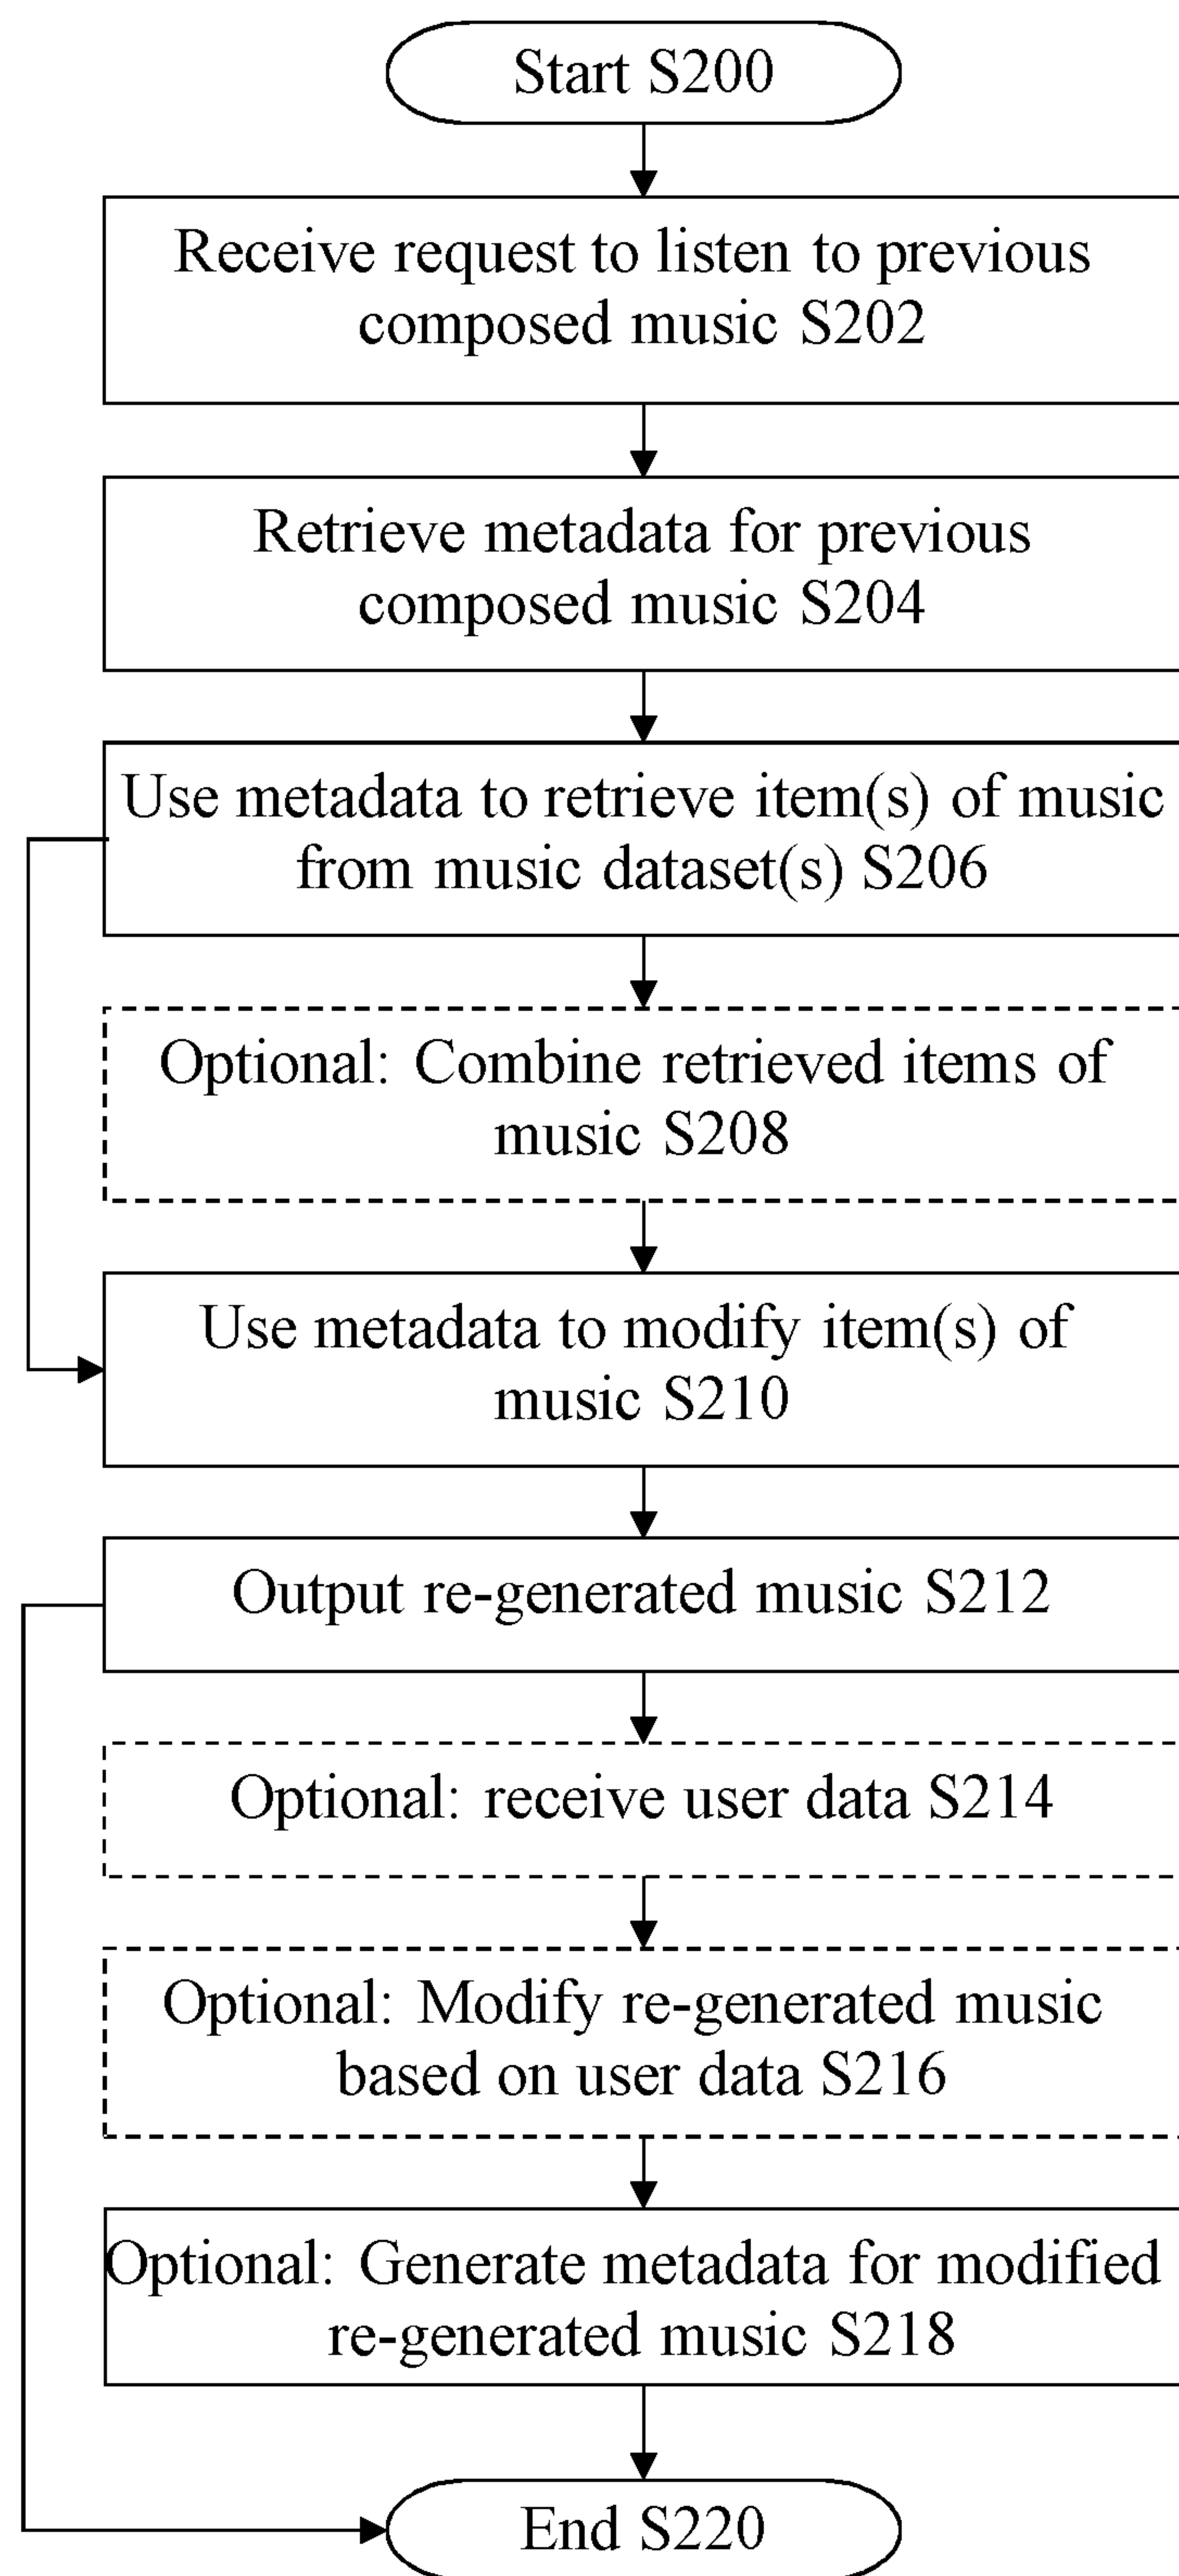 Start S200
Receive request to listen to previous
composed music S202
Retrieve metadata for previous
composed music S204
Use metadata to retrieve item(s) of music
from music dataset(s) S206
Optional: Combine retrieved items of
music S208
Use metadata to modify item(s) of
music S210
Output re-generated music S212
Optional: receive user data S214
Optional: Modify re-generated music
based on user data S216
Optional: Generate metadata for modified
re-generated music S218
End S220